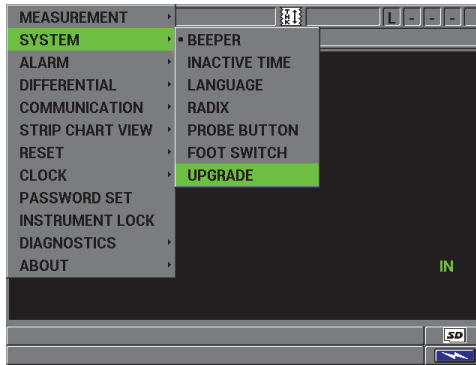 MEASUREMENT
SYSTEM
ALARM
DIFFERENTIAL
COMMUNICATION
STRIP CHART VIEW
RESET
CLOCK
PASSWORD SET
INSTRUMENT LOCK
DIAGNOSTICS
ABOUT
BEEPER
INACTIVE TIME
LANGUAGE
RADIX
PROBE BUTTON
FOOT SWITCH
UPGRADE
THK
L - - -
IN
SD